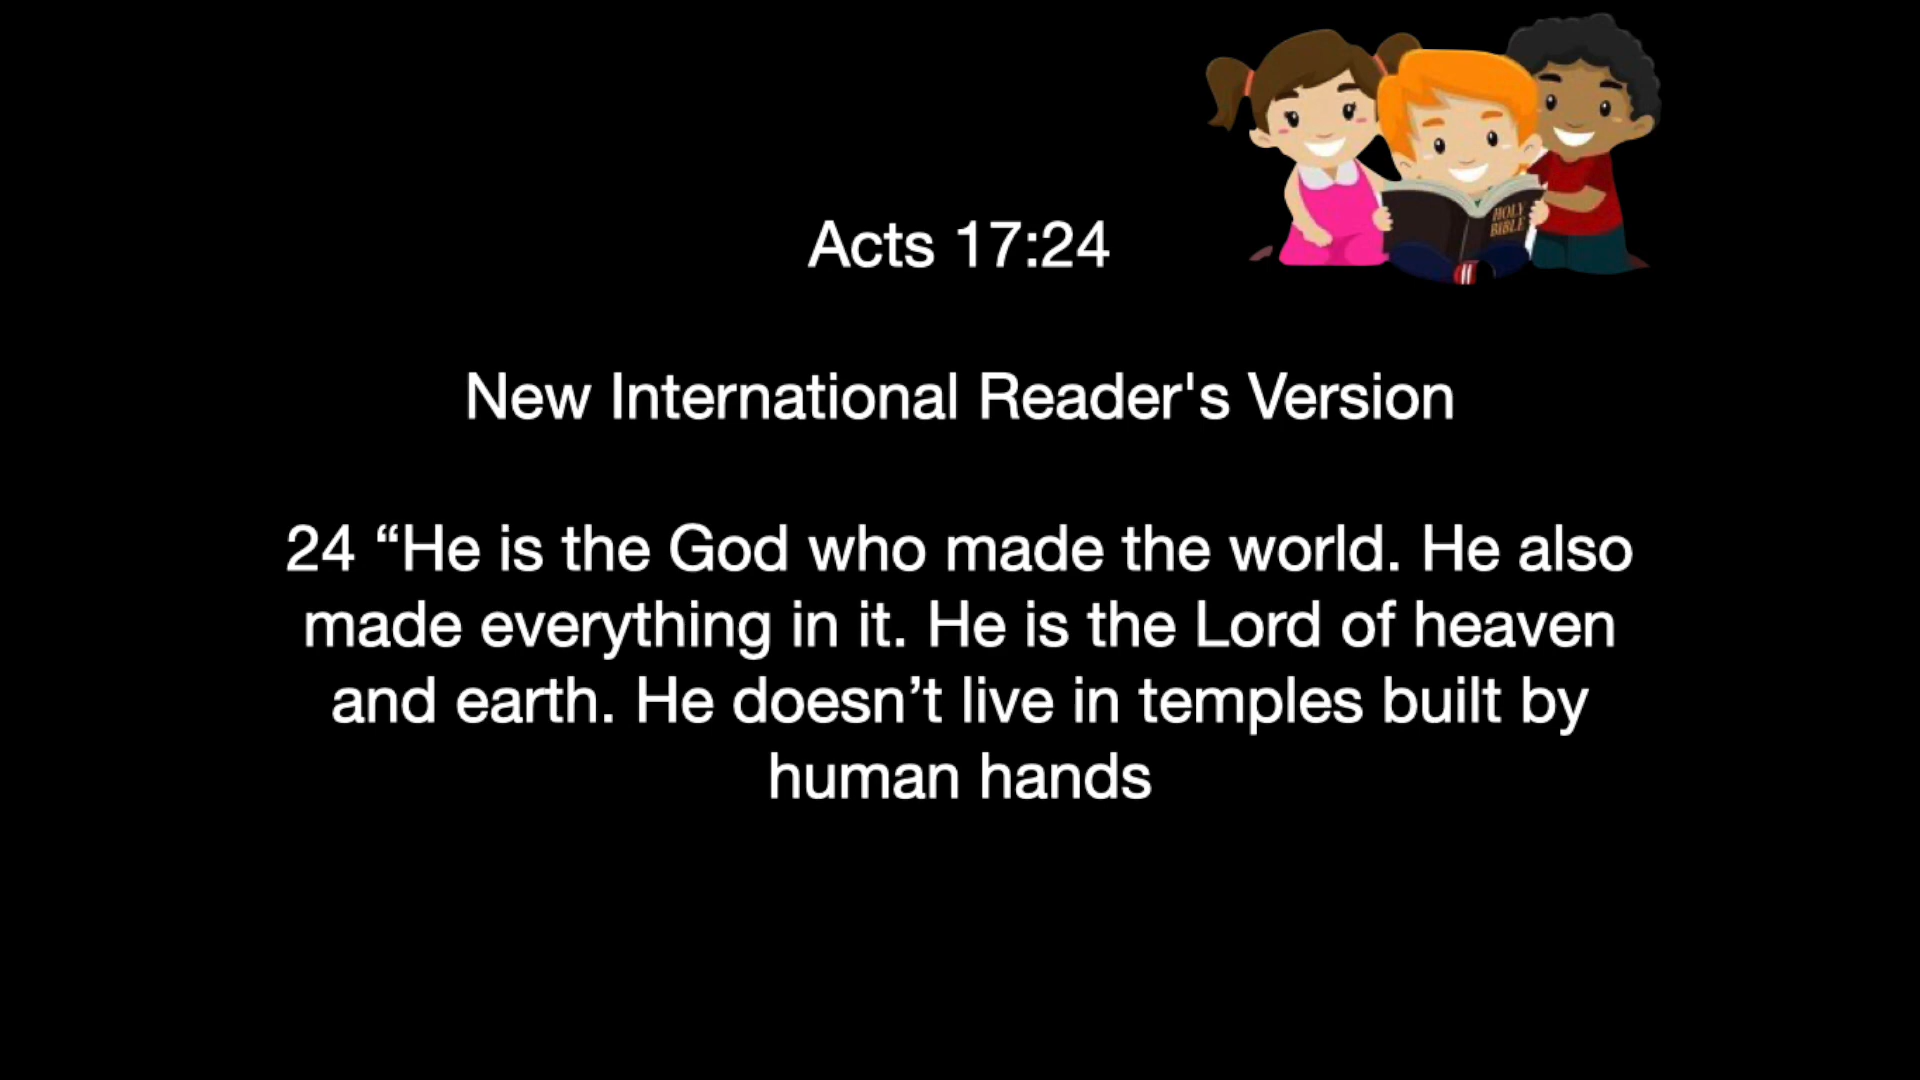 Acts 17:24
HOLY
BIBLE
New International Reader's Version
24 “He is the God who made the world. He also
made everything in it. He is the Lord of heaven
and earth. He doesn’t live in temples built by
human hands